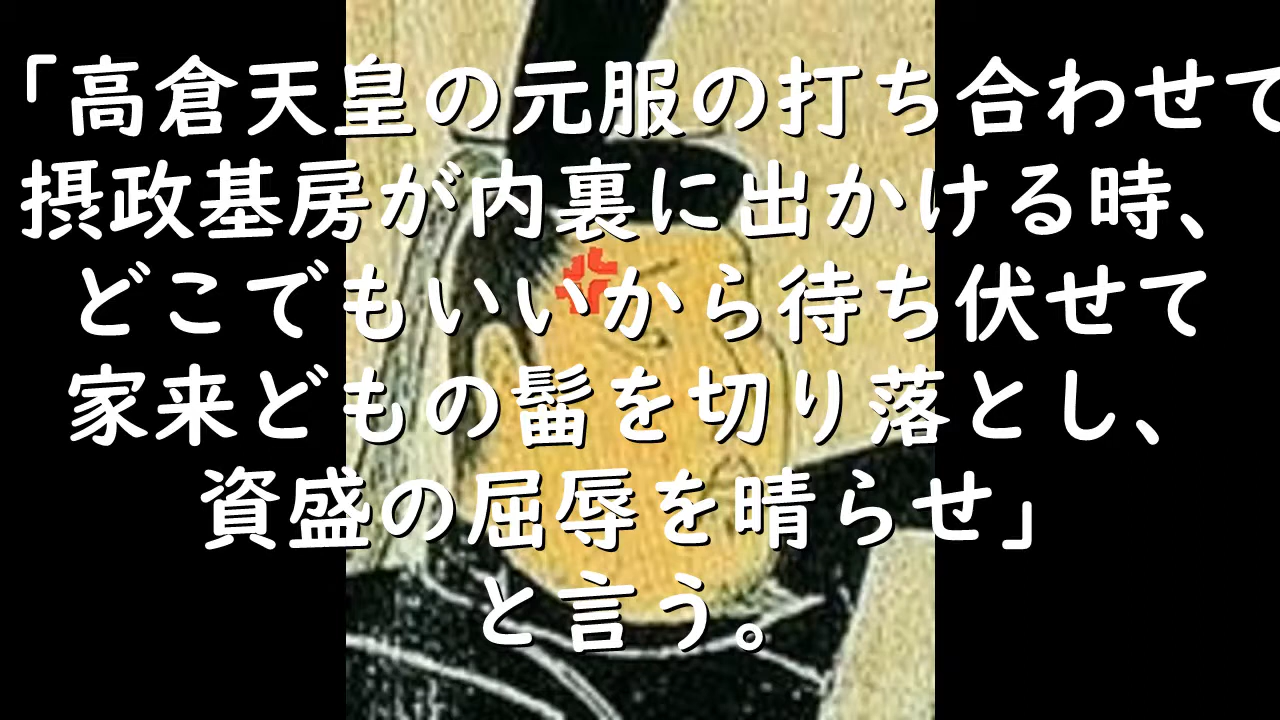 「高倉天皇の元服の打ち合わせて
摂政基房が内裏に出かける時、
どこでもいいから待ち伏せて
家来どもの髷を切り落とし、
資盛の屈辱を晴らせ」
と言う。